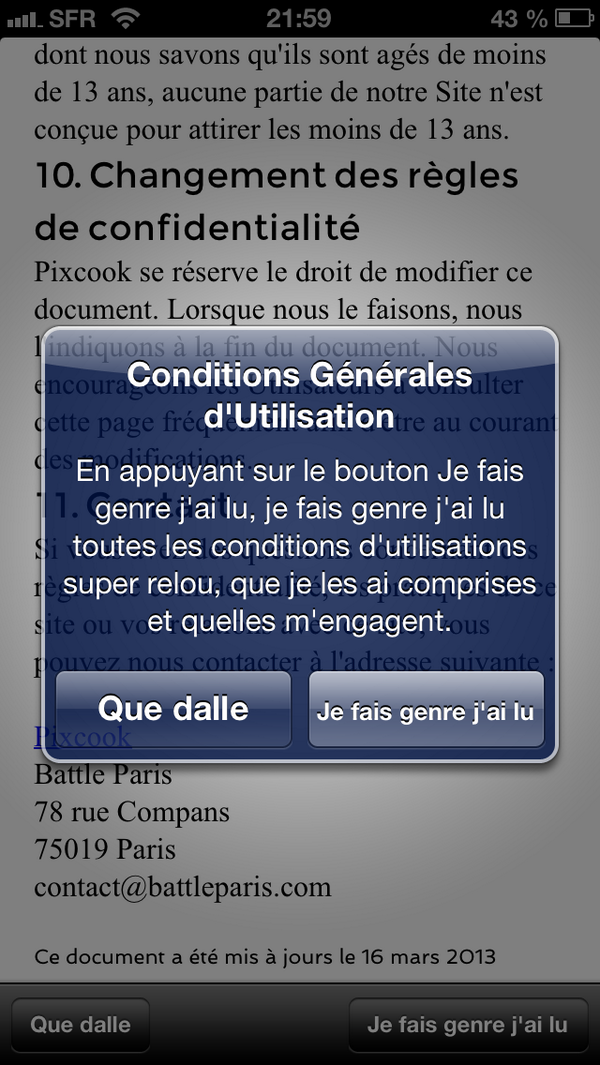 SFR 21:59 43 %
dont nous savons qu'ils sont agés de moins
de 13 ans, aucune partie de notre Site n'est
conçue pour attirer les moins de 13 ans.
10. Changement des règles
de confidentialité
Pixcook se réserve le droit de modifier ce
document. Lorsque nous le faisons, nous
l'indiquons à la fin du document. Nous
encourageons les Utilisateurs à consulter
cette page fréquemment afin d'être au courant
des modifications.
11. Contact
Si
site ou vous
pouvez nous contacter à l'adresse suivante :
Conditions Générales
d'Utilisation
En appuyant sur le bouton Je fais
genre j'ai lu, je fais genre j'ai lu
toutes les conditions d'utilisations
super relou, que je les ai comprises
et quelles m'engagent.
Que dalle Je fais genre j'ai lu
Pixcook
Battle Paris
78 rue Compans
75019 Paris
contact@battleparis.com
Ce document a été mis à jours le 16 mars 2013
Que dalle Je fais genre j'ai lu